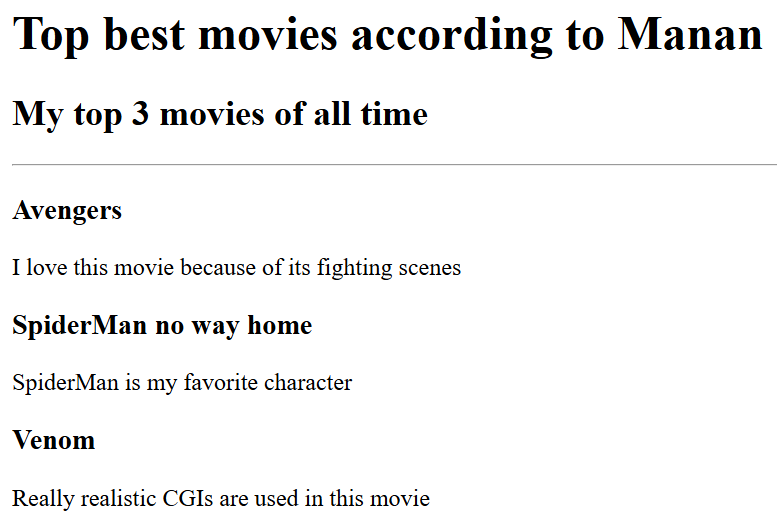 Top best movies according to Manan
My top 3 movies of all time
Avengers
I love this movie because of its fighting scenes
SpiderMan no way home
SpiderMan is my favorite character
Venom
Really realistic CGIs are used in this movie